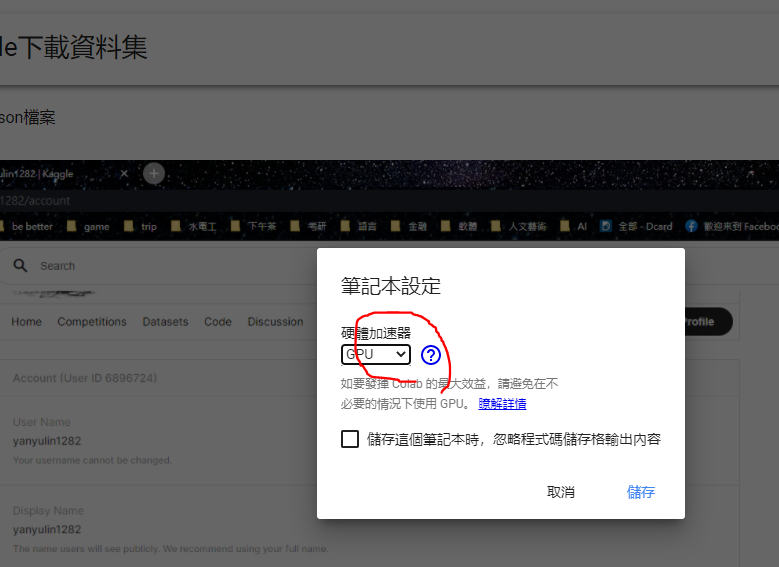 le下載資料集
son檔案
ulin1282 | Kaggle
1282/account
be better game trip 水電工 下午茶 考研 語言 金融 軟體 人文藝術 AI 全部 - Dcard 歡迎來到 Faceboo
Search
Home Competitions Datasets Code Discussion
rofile
筆記本設定
硬體加速器
GPU
?
如要發揮 Colab 的最大效益，請避免在不
必要的情況下使用 GPU。 瞭解詳情
儲存這個筆記本時，忽略程式碼儲存格輸出內容
取消 儲存
Account (User ID 6896724)
User Name
yanyulin1282
Your username cannot be changed.
Display Name
yanyulin1282
The name users will see publicly. We recommend using your full name.